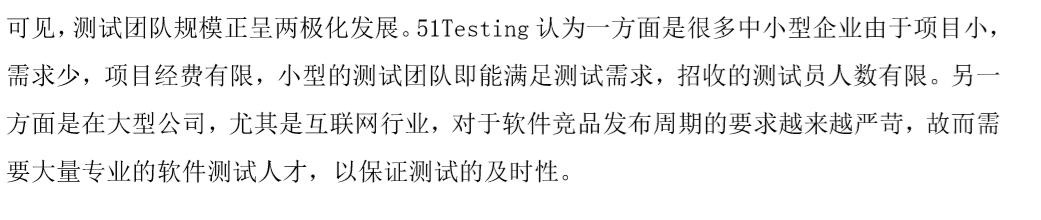 可见，测试团队规模正呈两极化发展。51Testing 认为一方面是很多中小型企业由于项目小，
需求少，项目经费有限，小型的测试团队即能满足测试需求，招收的测试员人数有限。另一
方面是在大型公司，尤其是互联网行业，对于软件竞品发布周期的要求越来越严苛，故而需
要大量专业的软件测试人才，以保证测试的及时性。